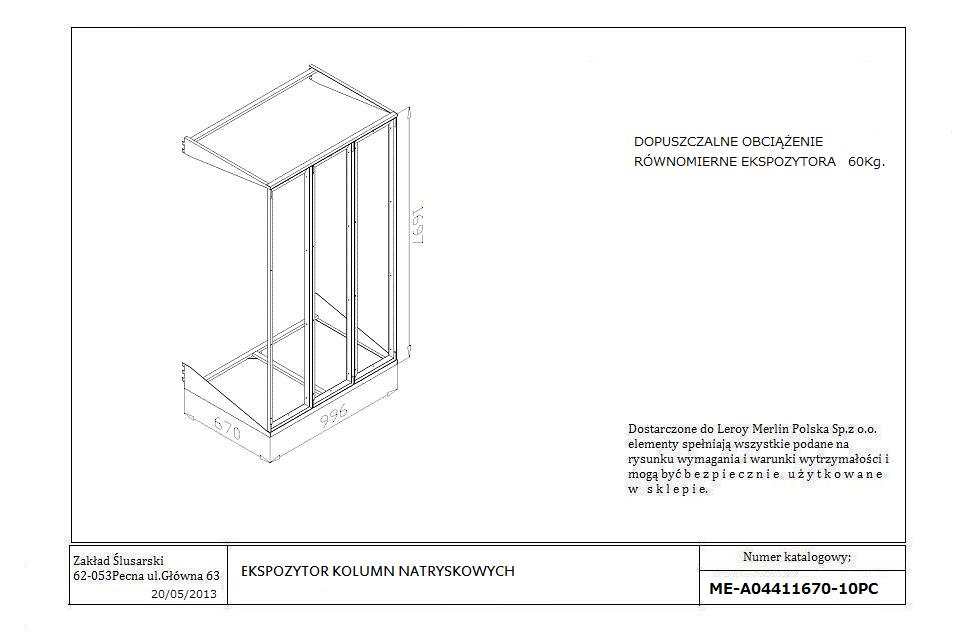 DOPUSZCZALNE OBCIĄŻENIE
RÓWNOMIERNE EKSPOZYTORA 60Kg.
1697
670
996
Dostarczone do Leroy Merlin Polska Sp.z o.o.
elementy spełniają wszystkie podane na
rysunku wymagania i warunki wytrzymałości i
mogą być b e z p i e c z n i e u ż y t k o w a n e
w s k l e p i e.
Zakład Ślusarski
62-053Pecna ul.Główna 63
20/05/2013
EKSPOZYTOR KOLUMN NATRYSKOWYCH
Numer katalogowy;
ME-A04411670-10PC